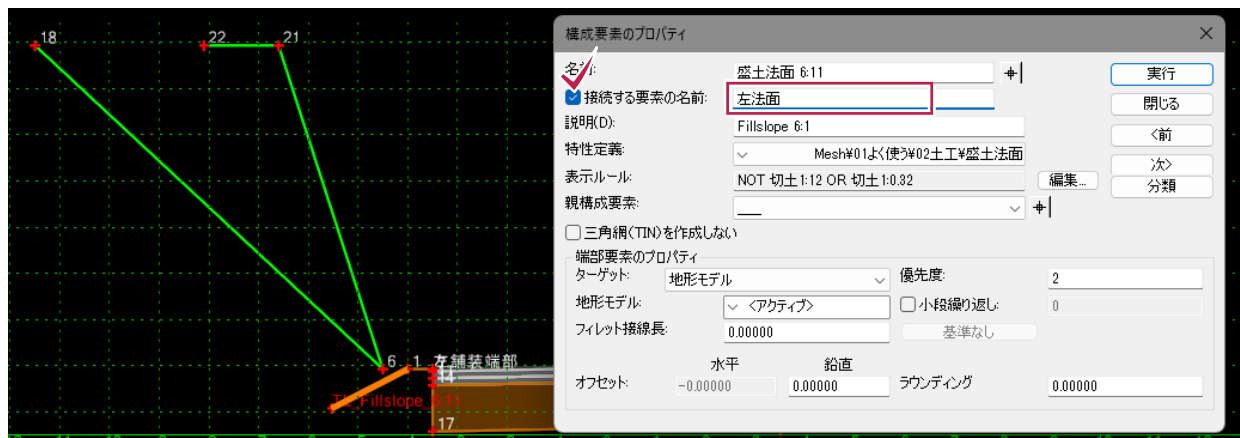 18
22
21
6
1
左舗装端部
14
TL_Fillslope_6:11
17
構成要素のプロパティ
盛土法面 6:11
実行
接続する要素の名前:
左法面
閉じる
説明(D):
Fillslope 6:1
<前
特性定義:
Mesh¥01よく使う¥02土工¥盛土法面
次>
表示ルール:
NOT 切土1:12 OR 切土1:0.32
編集...
分類
親構成要素:
三角網(TIN)を作成しない
端部要素のプロパティ
ターゲット:
地形モデル
優先度:
2
地形モデル:
<アクティブ>
小段繰り返し:
0
フィレット接線長:
0.00000
基準なし
水平
鉛直
オフセット:
-0.00000
0.00000
ラウンディング
0.00000